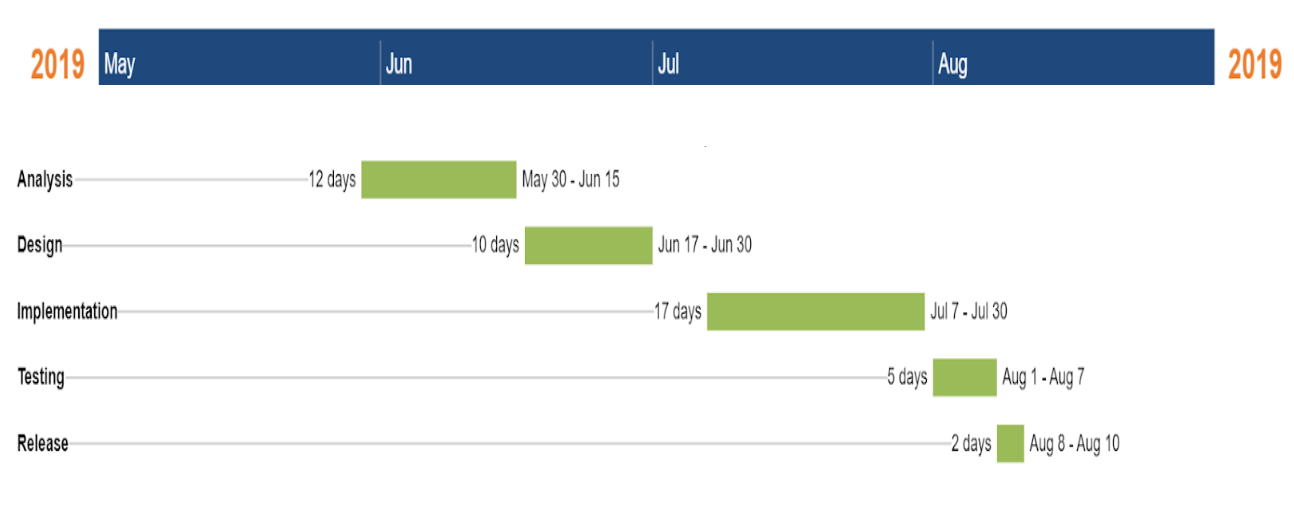 2019 May Jun Jul Aug 2019
Analysis 12 days May 30 - Jun 15
Design 10 days Jun 17 - Jun 30
Implementation 17 days Jul 7 - Jul 30
Testing 5 days Aug 1 - Aug 7
Release 2 days Aug 8 - Aug 10